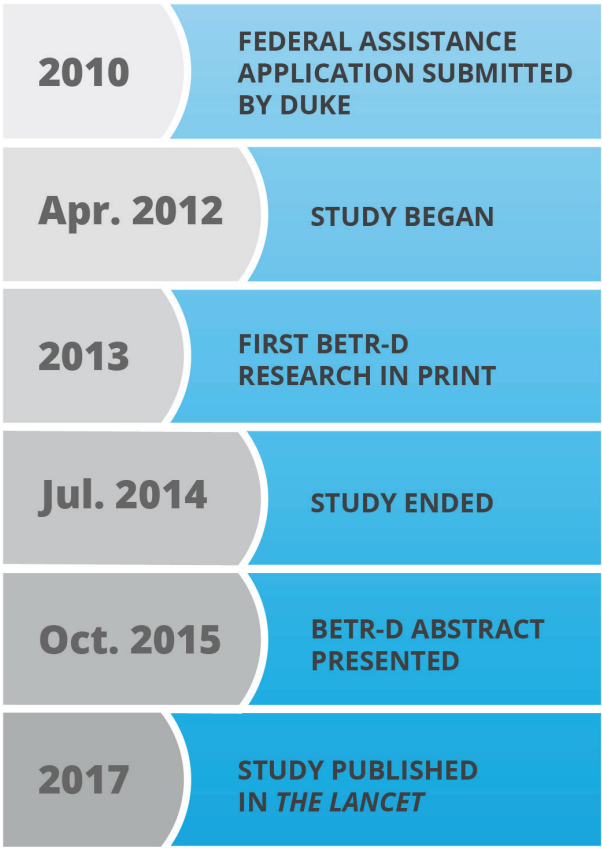 2010
FEDERAL ASSISTANCE
APPLICATION SUBMITTED
BY DUKE
Apr. 2012
STUDY BEGAN
2013
FIRST BETR-D
RESEARCH IN PRINT
Jul. 2014
STUDY ENDED
Oct. 2015
BETR-D ABSTRACT
PRESENTED
2017
STUDY PUBLISHED
IN THE LANCET